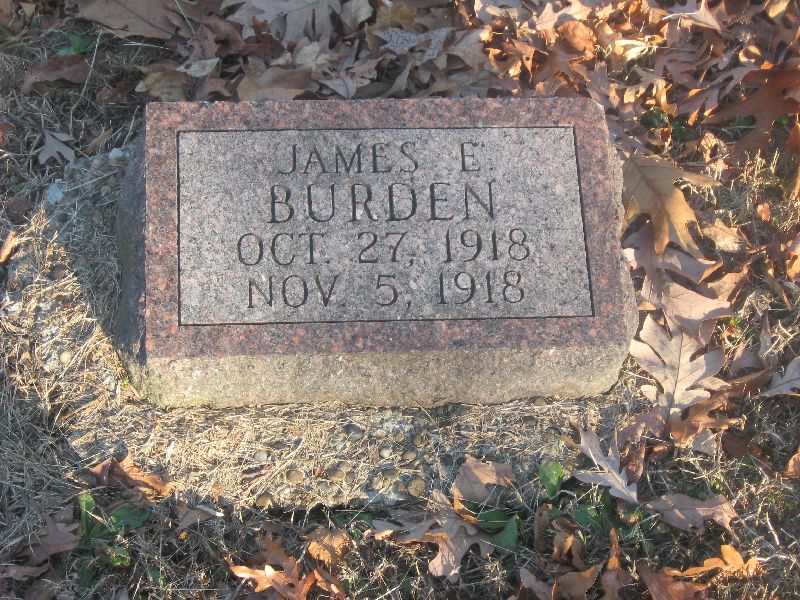 JAMES E.
BURDEN
OCT. 27, 1918
NOV. 5, 1918